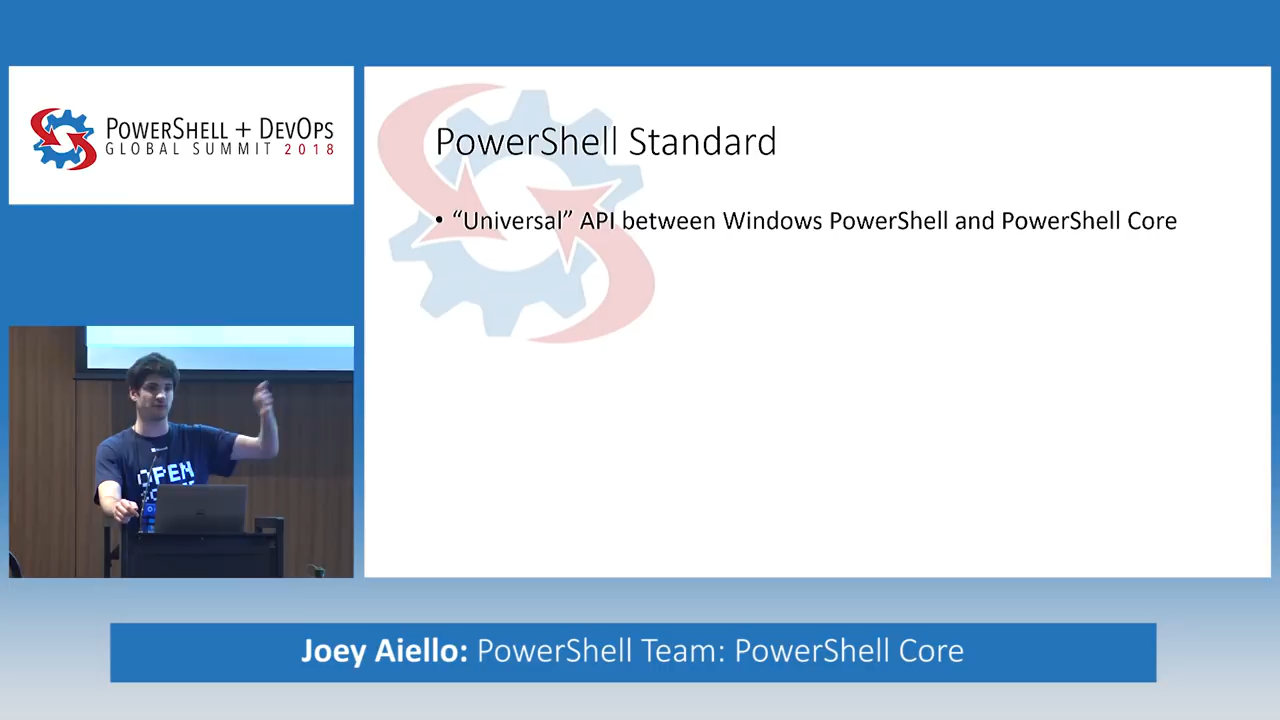 POWERSHELL + DEVOPS
GLOBAL SUMMIT 2018
PowerShell Standard
• “Universal” API between Windows PowerShell and PowerShell Core
Microsoft
OPEN
Joey Aiello: PowerShell Team: PowerShell Core